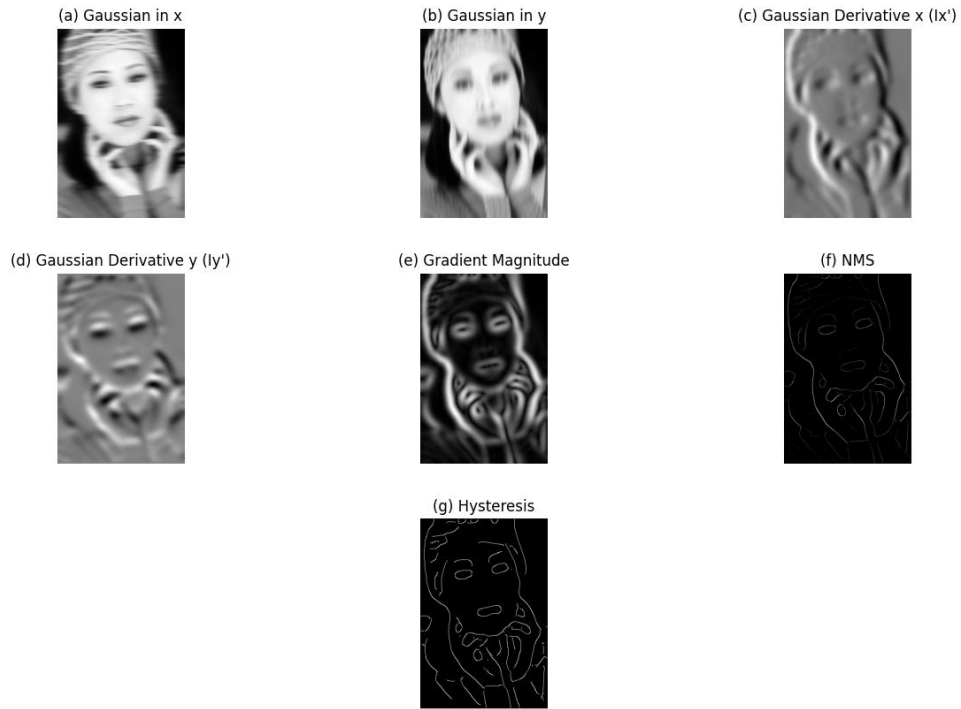 (a) Gaussian in x
(b) Gaussian in y
(c) Gaussian Derivative x (Ix')
(d) Gaussian Derivative y (Iy')
(e) Gradient Magnitude
(f) NMS
(g) Hysteresis